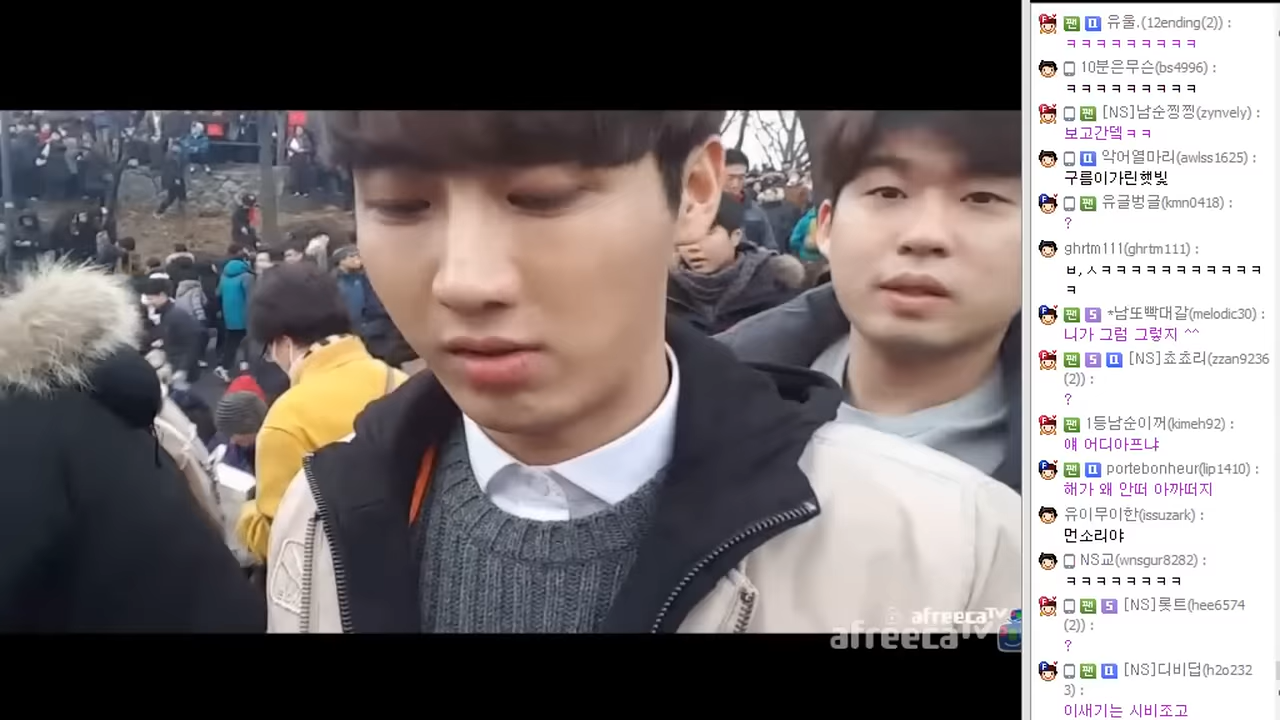 유울.(12ending(2)) :
ㅋㅋㅋㅋㅋㅋㅋㅋㅋ
10분은무슨(bs4996) :
ㅋㅋㅋㅋㅋㅋㅋㅋㅋ
[NS]남순찡찡(zynvely) :
보고간뎈ㅋㅋ
악어열마리(awlss1625) :
구름이가린햇빛
유글벙글(kmn0418) :
?
ghrtm111(ghrtm111) :
ㅂ,ㅅㅋㅋㅋㅋㅋㅋㅋㅋㅋㅋㅋ
ㅋ
*남또빡대갈(melodic30) :
니가 그럼 그렇지 ^^
[NS]쵸쵸리(zzan9236
(2)) :
?
1등남순이꺼(kimeh92) :
얘 어디아프냐
portebonheur(lip1410) :
해가 왜 안떠 아까떠지
유이무이한(issuzark) :
먼소리야
NS교(wnsgur8282) :
ㅋㅋㅋㅋㅋㅋㅋㅋ
[NS]롯트(hee6574
(2)) :
?
[NS]디비딥(h2o232
3) :
이새기는 시비조고
afreecaTV
afreecaTV